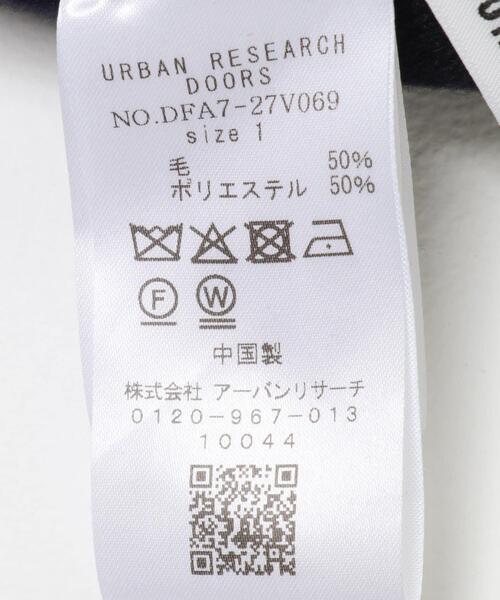 URBAN RESEARCH
DOORS
NO.DFA7-27V069
size 1
毛 50%
ポリエステル 50%
F W
中国製
株式会社 アーバンリサーチ
0120-967-013
10044